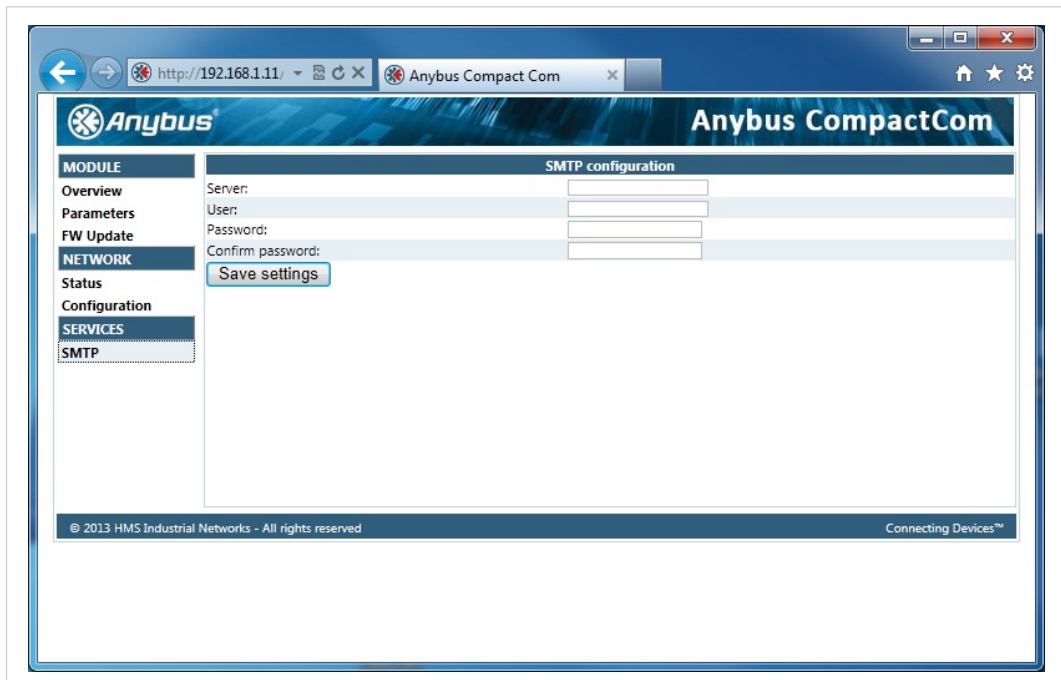 http://192.168.1.11/
Anybus Compact Com
Anybus®
Anybus CompactCom
MODULE
Overview
Parameters
FW Update
NETWORK
Status
Configuration
SERVICES
SMTP
SMTP configuration
Server:
User:
Password:
Confirm password:
Save settings
© 2013 HMS Industrial Networks - All rights reserved
Connecting Devices™